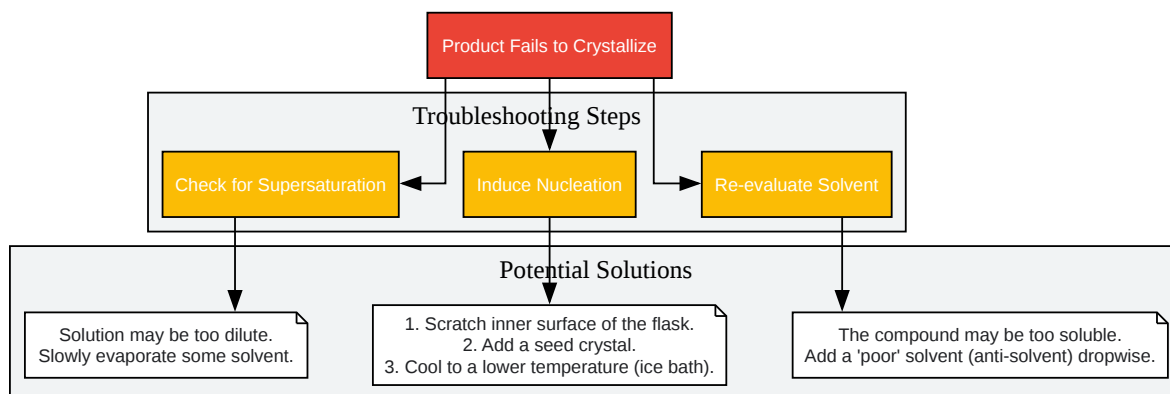 Product Fails to Crystallize
Troubleshooting Steps
Check for Supersaturation
Induce Nucleation
Re-evaluate Solvent
Potential Solutions
Solution may be too dilute.
Slowly evaporate some solvent.
1. Scratch inner surface of the flask.
2. Add a seed crystal.
3. Cool to a lower temperature (ice bath).
The compound may be too soluble.
Add a 'poor' solvent (anti-solvent) dropwise.